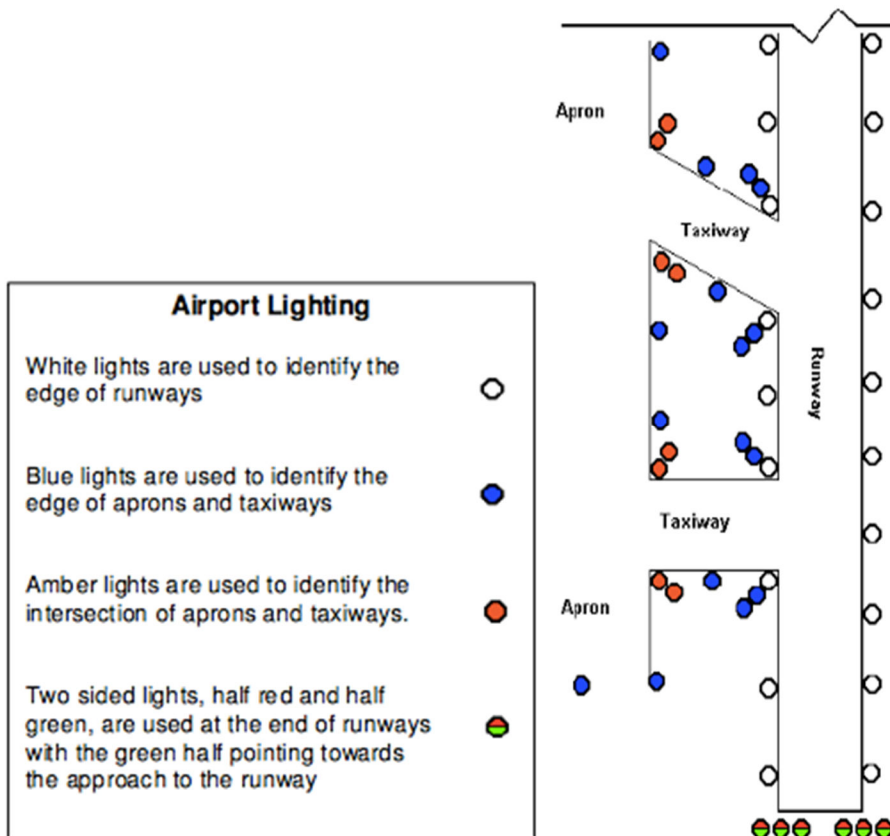 Airport Lighting
White lights are used to identify the
edge of runways
Blue lights are used to identify the
edge of aprons and taxiways
Amber lights are used to identify the
intersection of aprons and taxiways.
Two sided lights, half red and half
green, are used at the end of runways
with the green half pointing towards
the approach to the runway
Apron
Taxiway
Runway
Taxiway
Apron